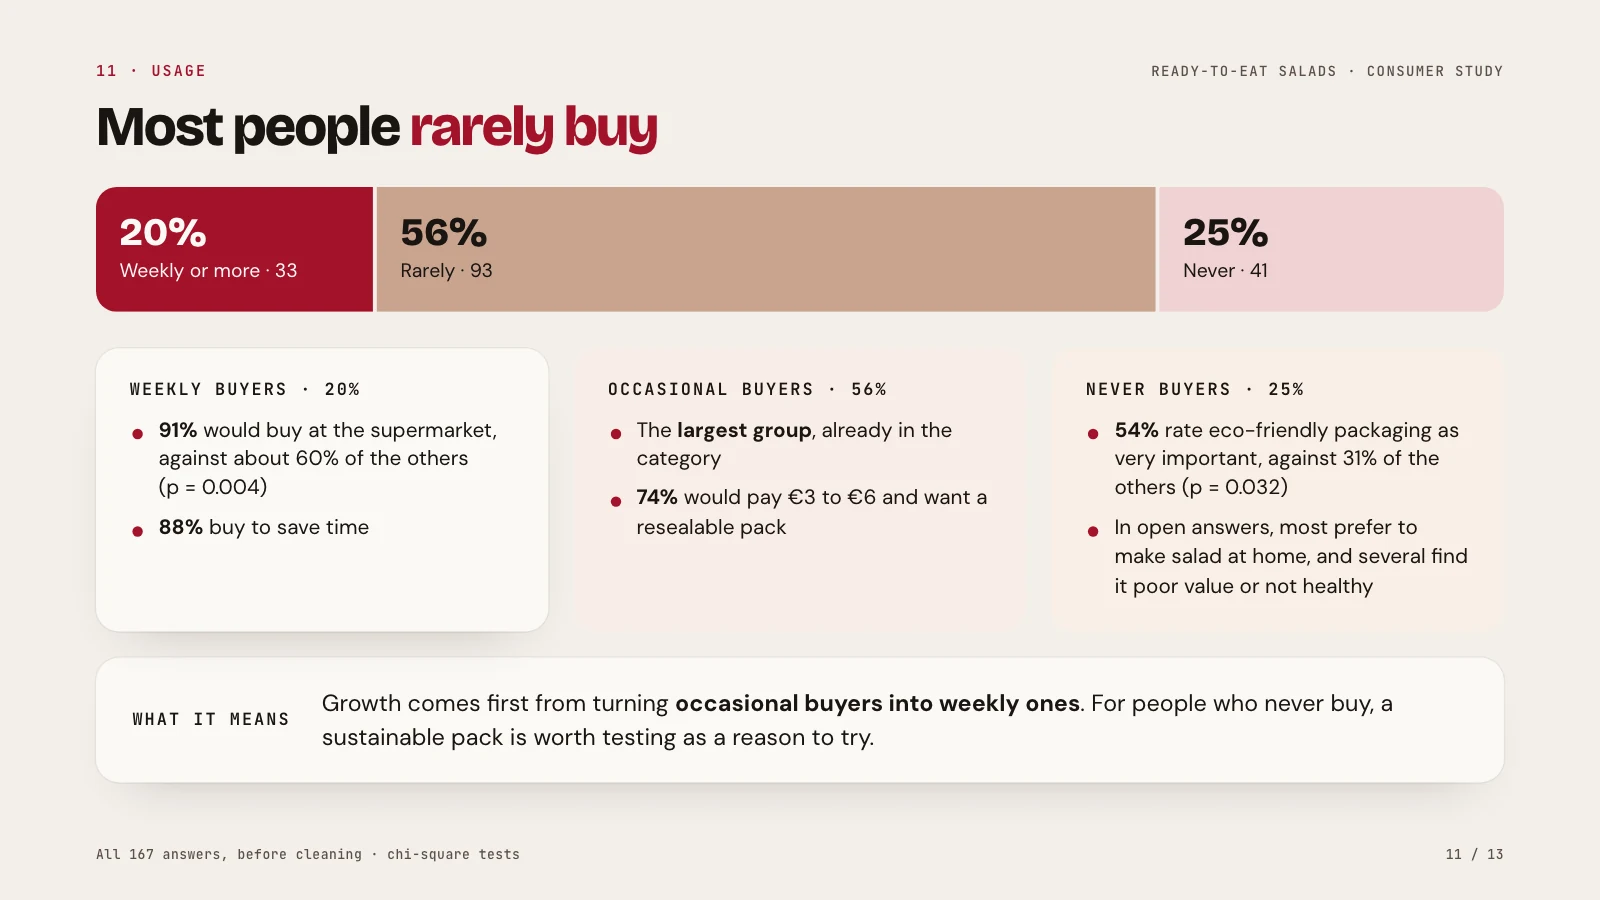 11 · USAGE
READY-TO-EAT SALADS · CONSUMER STUDY
Most people rarely buy
20%
Weekly or more · 33
56%
Rarely · 93
25%
Never · 41
WEEKLY BUYERS · 20%
91% would buy at the supermarket,
against about 60% of the others
(p = 0.004)
88% buy to save time
OCCASIONAL BUYERS · 56%
The largest group, already in the
category
74% would pay €3 to €6 and want a
resealable pack
NEVER BUYERS · 25%
54% rate eco-friendly packaging as
very important, against 31% of the
others (p = 0.032)
In open answers, most prefer to
make salad at home, and several find
it poor value or not healthy
WHAT IT MEANS
Growth comes first from turning occasional buyers into weekly ones. For people who never buy, a
sustainable pack is worth testing as a reason to try.
All 167 answers, before cleaning · chi-square tests
11 / 13